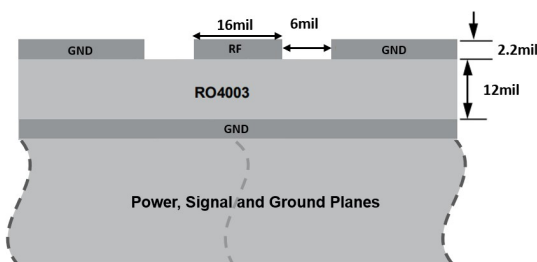 16mil 6mil
GND RF GND 2.2mil
RO4003 12mil
GND
Power, Signal and Ground Planes